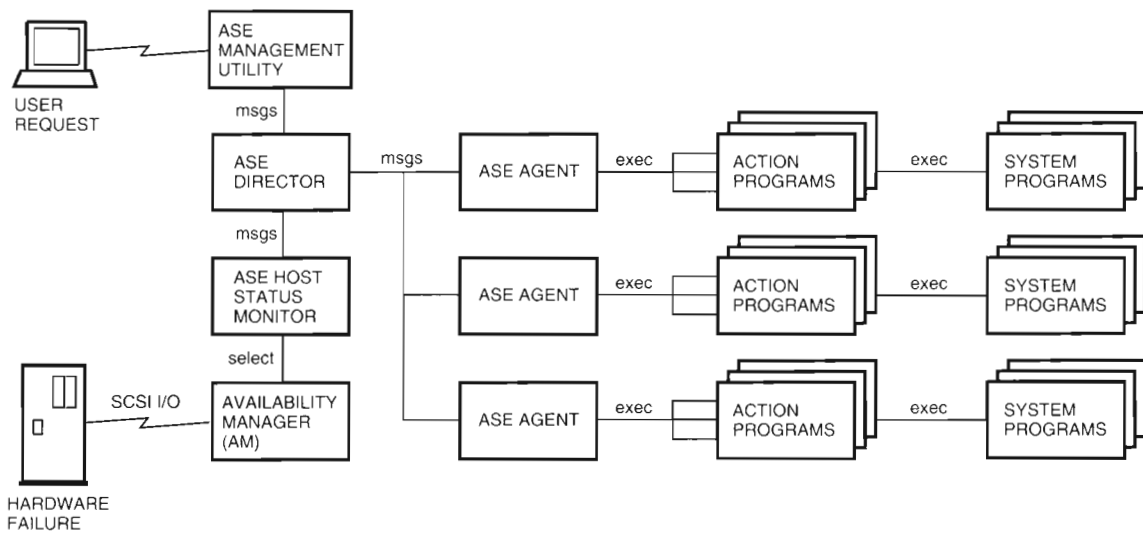 ASE
MANAGEMENT
UTILITY
USER
REQUEST
msgs
ASE
DIRECTOR
msgs
ASE AGENT
exec
ACTION
PROGRAMS
exec
SYSTEM
PROGRAMS
msgs
ASE HOST
STATUS
MONITOR
ASE AGENT
exec
ACTION
PROGRAMS
exec
SYSTEM
PROGRAMS
select
SCSI I/O
AVAILABILITY
MANAGER
(AM)
ASE AGENT
exec
ACTION
PROGRAMS
exec
SYSTEM
PROGRAMS
HARDWARE
FAILURE